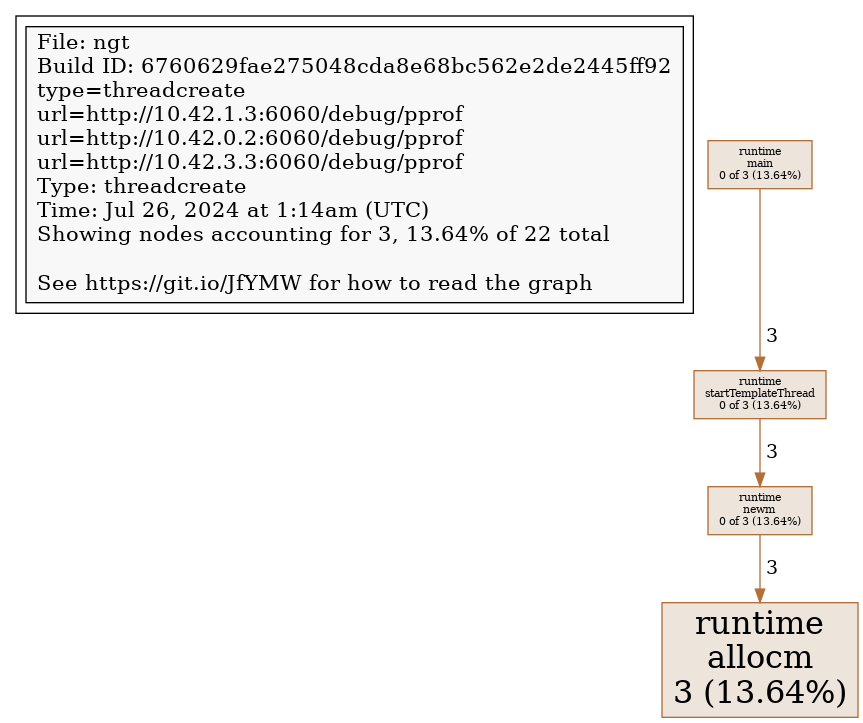 File: ngt
Build ID: 6760629fae275048cda8e68bc562e2de2445ff92
type=threadcreate
url=http://10.42.1.3:6060/debug/pprof
url=http://10.42.0.2:6060/debug/pprof
url=http://10.42.3.3:6060/debug/pprof
Type: threadcreate
Time: Jul 26, 2024 at 1:14am (UTC)
Showing nodes accounting for 3, 13.64% of 22 total
See https://git.io/JfYMW for how to read the graph
runtime
main
0 of 3 (13.64%)
3
runtime
startTemplateThread
0 of 3 (13.64%)
3
runtime
newm
0 of 3 (13.64%)
3
runtime
allocm
3 (13.64%)